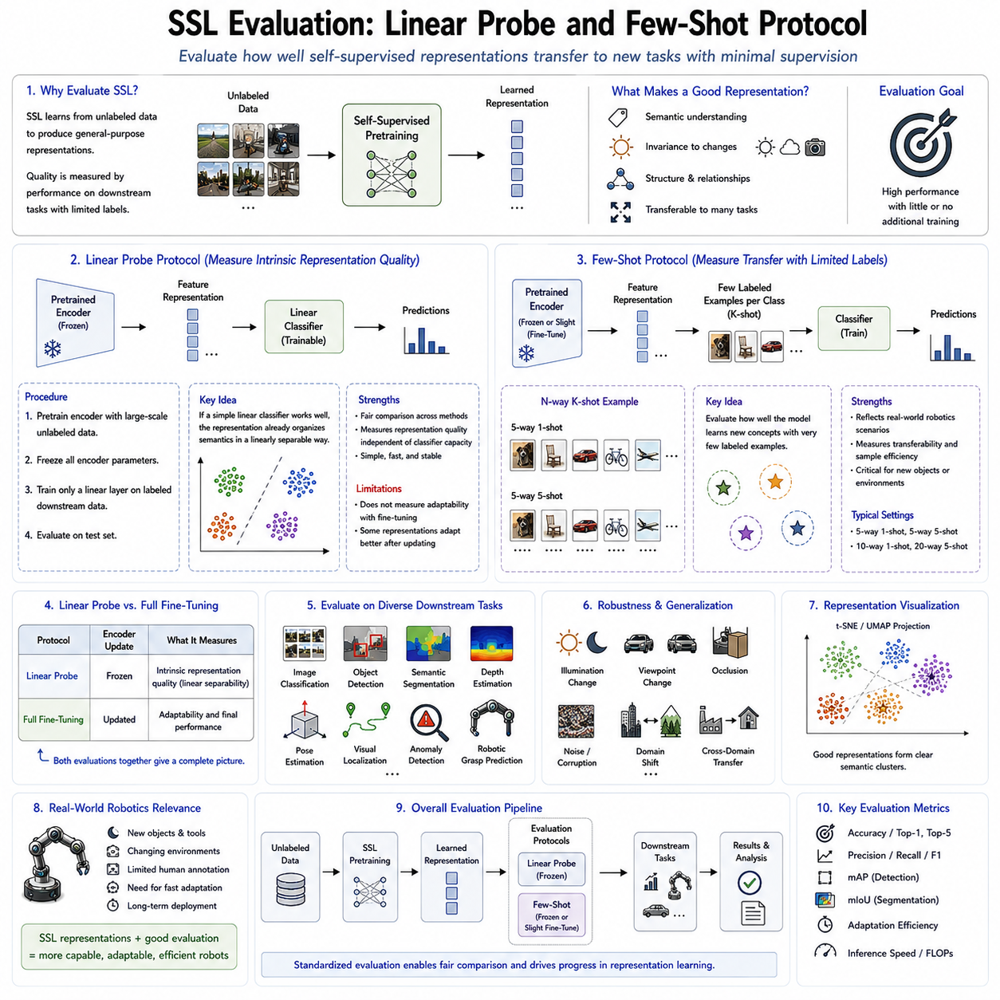 SSL Evaluation: Linear Probe and Few-Shot Protocol
Evaluate how well self-supervised representations transfer to new tasks with minimal supervision
1. Why Evaluate SSL?
SSL learns from unlabeled data
to produce general-purpose
representations.
Quality is measured by
performance on downstream
tasks with limited labels.
Unlabeled
Data
...
Self-Supervised
Pretraining
Learned
Representation
...
What Makes a Good Representation?
Semantic understanding
Invariance to changes
Structure & relationships
Transferable to many tasks
Evaluation Goal
High performance
with little or no
additional training
2. Linear Probe Protocol (Measure Intrinsic Representation Quality)
Pretrained
Encoder
(Frozen)
Feature
Representation
...
Linear
Classifier
(Trainable)
Predictions
Procedure
1. Pretrain encoder with large-scale
unlabeled data.
2. Freeze all encoder parameters.
3. Train only a linear layer on labeled
downstream data.
4. Evaluate on test set.
Key Idea
If a simple linear classifier works well,
the representation already organizes
semantics in a linearly separable way.
Strengths
• Fair comparison across methods
• Measures representation quality
independent of classifier capacity
• Simple, fast, and stable
Limitations
• Does not measure adaptability
with fine-tuning
• Some representations adapt
better after updating
3. Few-Shot Protocol (Measure Transfer with Limited Labels)
Pretrained
Encoder
(Frozen or Slight
(Fine-Tune)
Feature
Representation
...
Few Labeled
Examples per Class
(K-shot)
...
Classifier
(Train)
Predictions
N-way K-shot Example
5-way 1-shot
...
5-way 5-shot
...
.... .... .... .... ....
Key Idea
Evaluate how well the model
learns new concepts with very
few labeled examples.
Strengths
• Reflects real-world robotics
scenarios
• Measures transferability and
sample efficiency
• Critical for new objects or
environments
Typical Settings
• 5-way 1-shot, 5-way 5-shot
• 10-way 1-shot, 20-way 5-shot
4. Linear Probe vs. Full Fine-Tuning
Protocol
Encoder
Update
What It Measures
Linear Probe
Frozen
Intrinsic representation
quality (linear separability)
Full Fine-Tuning
Updated
Adaptability and final
performance
Both evaluations together give a complete picture.
5. Evaluate on Diverse Downstream Tasks
Image
Classification
Object
Detection
Semantic
Segmentation
Depth
Estimation
Pose
Estimation
Visual
Localization
Anomaly
Detection
Robotic
Grasp Prediction
...
6. Robustness & Generalization
Illumination
Change
Viewpoint
Change
Occlusion
Noise /
Corruption
Domain
Shift
Cross-Domain
Transfer
...
7. Representation Visualization
t-SNE / UMAP Projection
Good representations form clear
semantic clusters.
8. Real-World Robotics Relevance
New objects & tools
Changing environments
Limited human annotation
Need for fast adaptation
Long-term deployment
SSL representations + good evaluation
= more capable, adaptable, efficient robots
9. Overall Evaluation Pipeline
Unlabeled
Data
SSL
Pretraining
Learned
Representation
Evaluation
Protocols
Linear Probe
(Frozen)
Few-Shot
(Frozen or
Slight Fine-Tune)
Downstream
Tasks
...
Results &
Analysis
Standardized evaluation enables fair comparison and drives progress in representation learning.
10. Key Evaluation Metrics
Accuracy / Top-1, Top-5
Precision / Recall / F1
mAP (Detection)
mIoU (Segmentation)
Adaptation Efficiency
Inference Speed / FLOPs